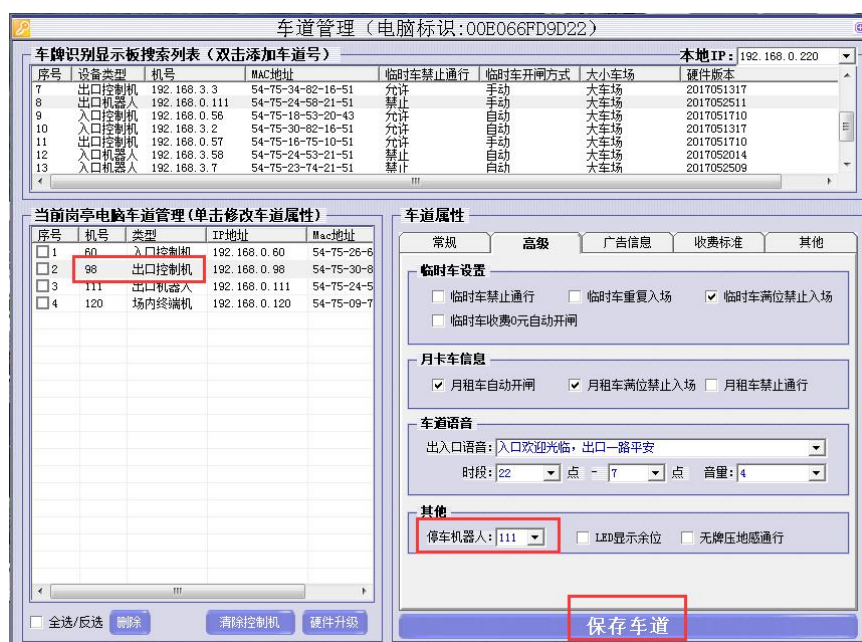 车道管理（电脑标识:00E066FD9D22）
车牌识别显示板搜索列表（双击添加车道号） 本地IP: 192.168.0.220
序号 设备类型 机号 MAC地址 临时车禁止通行 临时车开闸方式 大小车场 硬件版本
7 出口控制机 192.168.3.3 54-75-34-82-16-51 允许 手动 大车场 2017051317
8 出口机器人 192.168.0.111 54-75-24-58-21-51 禁止 手动 大车场 2017052511
9 入口控制机 192.168.0.56 54-75-18-53-20-43 允许 自动 大车场 2017051710
10 入口控制机 192.168.3.2 54-75-30-82-16-51 允许 自动 大车场 2017051317
11 出口控制机 192.168.0.57 54-75-16-75-10-51 允许 手动 大车场 2017051710
12 入口机器人 192.168.3.58 54-75-24-53-21-51 禁止 自动 大车场 2017052014
13 入口机器人 192.168.3.7 54-75-23-74-21-51 禁止 自动 大车场 2017052509
当前岗亭电脑车道管理(单击修改车道属性)
序号 机号 类型 IP地址 Mac地址
1 60 入口控制机 192.168.0.60 54-75-26-6
2 98 出口控制机 192.168.0.98 54-75-30-8
3 111 出口机器人 192.168.0.111 54-75-24-5
4 120 场内终端机 192.168.0.120 54-75-09-7
全选/反选 删除 清除控制机 硬件升级
车道属性
常规 高级 广告信息 收费标准 其他
临时车设置
临时车禁止通行 临时车重复入场 临时车满位禁止入场
临时车收费0元自动开闸
月卡车信息
月租车自动开闸 月租车满位禁止入场 月租车禁止通行
车道语音
出入口语音: 入口欢迎光临，出口一路平安
时段: 22 点 - 7 点 音量: 4
其他
停车机器人: 111 LED显示余位 无牌压地感通行
保存车道